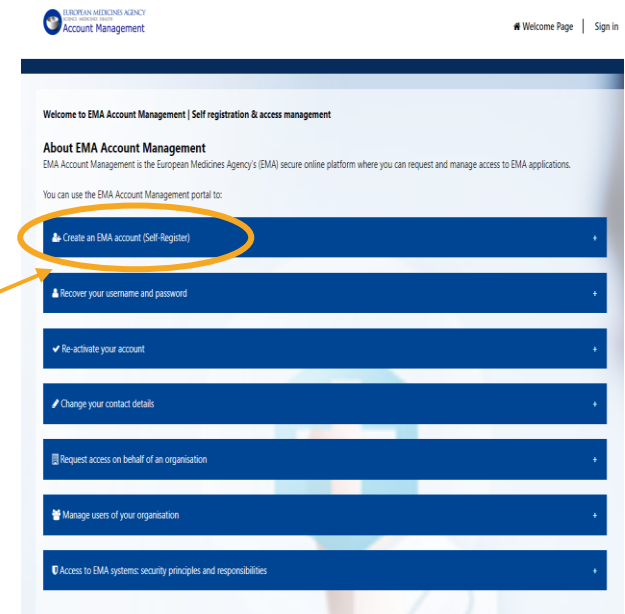 EUROPEAN MEDICINES AGENCY
SCIENCE MEDICINES HEALTH
Account Management
Welcome Page | Sign in
Welcome to EMA Account Management | Self registration & access management
About EMA Account Management
EMA Account Management is the European Medicines Agency's (EMA) secure online platform where you can request and manage access to EMA applications.
You can use the EMA Account Management portal to:
Create an EMA account (Self-Register) +
Recover your username and password +
Re-activate your account +
Change your contact details +
Request access on behalf of an organisation +
Manage users of your organisation +
Access to EMA systems: security principles and responsibilities +